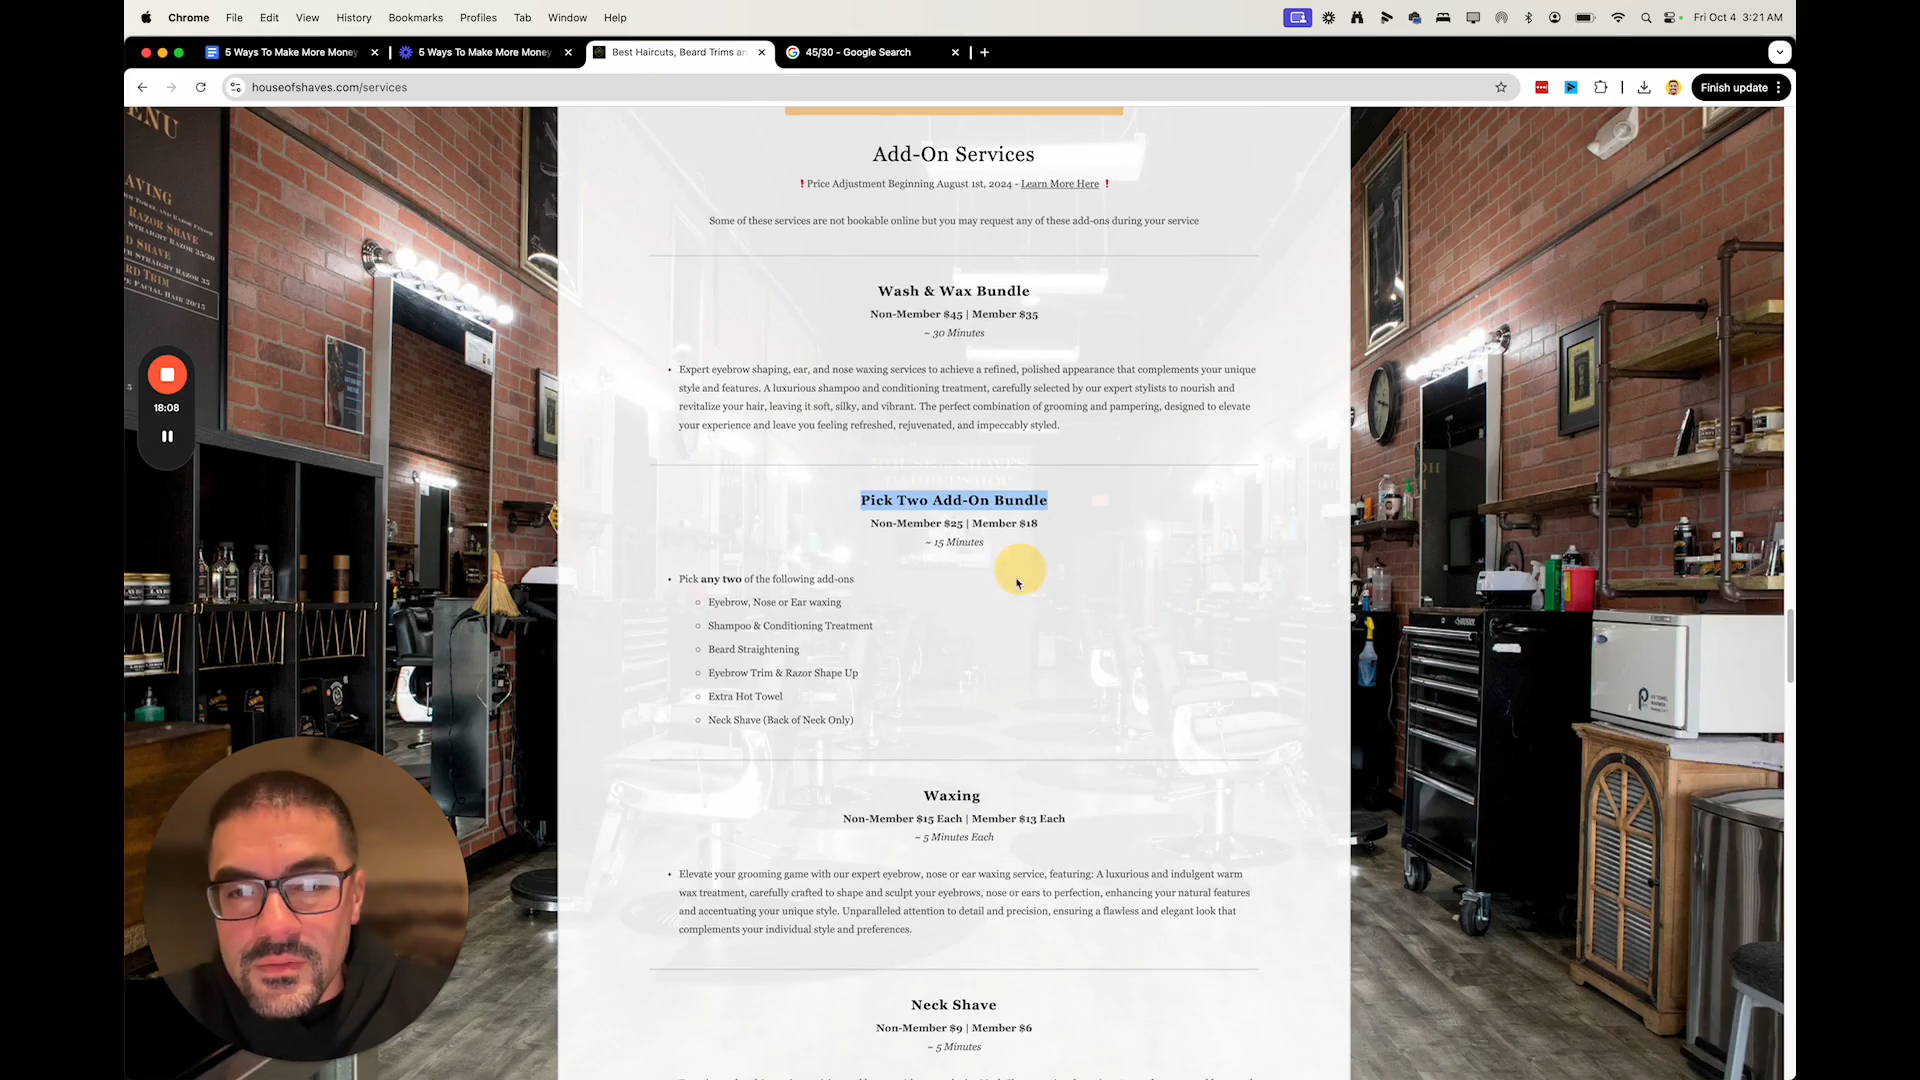 Chrome File Edit View History Bookmarks Profiles Tab Window Help
Fri Oct 4 3:21 AM
5 Ways To Make More Money
5 Ways To Make More Money
Best Haircuts, Beard Trims an
45/30 - Google Search
houseofshaves.com/services
Finish update
MENU
RAZOR SHAVE
Add-On Services
Price Adjustment Beginning August 1st, 2024 - Learn More Here
Some of these services are not bookable online but you may request any of these add-ons during your service
Wash & Wax Bundle
Non-Member $45 | Member $35
~ 30 Minutes
• Expert eyebrow shaping, ear, and nose waxing services to achieve a refined, polished appearance that complements your unique
style and features. A luxurious shampoo and conditioning treatment, carefully selected by our expert stylists to nourish and
revitalize your hair, leaving it soft, silky, and vibrant. The perfect combination of grooming and pampering, designed to elevate
your experience and leave you feeling refreshed, rejuvenated, and impeccably styled.
18:08
Pick Two Add-On Bundle
Non-Member $25 | Member $18
~ 15 Minutes
• Pick any two of the following add-ons
Eyebrow, Nose or Ear waxing
Shampoo & Conditioning Treatment
Beard Straightening
Eyebrow Trim & Razor Shape Up
Extra Hot Towel
Neck Shave (Back of Neck Only)
Waxing
Non-Member $15 Each | Member $13 Each
~ 5 Minutes Each
• Elevate your grooming game with our expert eyebrow, nose or ear waxing service, featuring: A luxurious and indulgent warm
wax treatment, carefully crafted to shape and sculpt your eyebrows, nose or ears to perfection, enhancing your natural features
and accentuating your unique style. Unparalleled attention to detail and precision, ensuring a flawless and elegant look that
complements your individual style and preferences.
Neck Shave
Non-Member $9 | Member $6
~ 5 Minutes